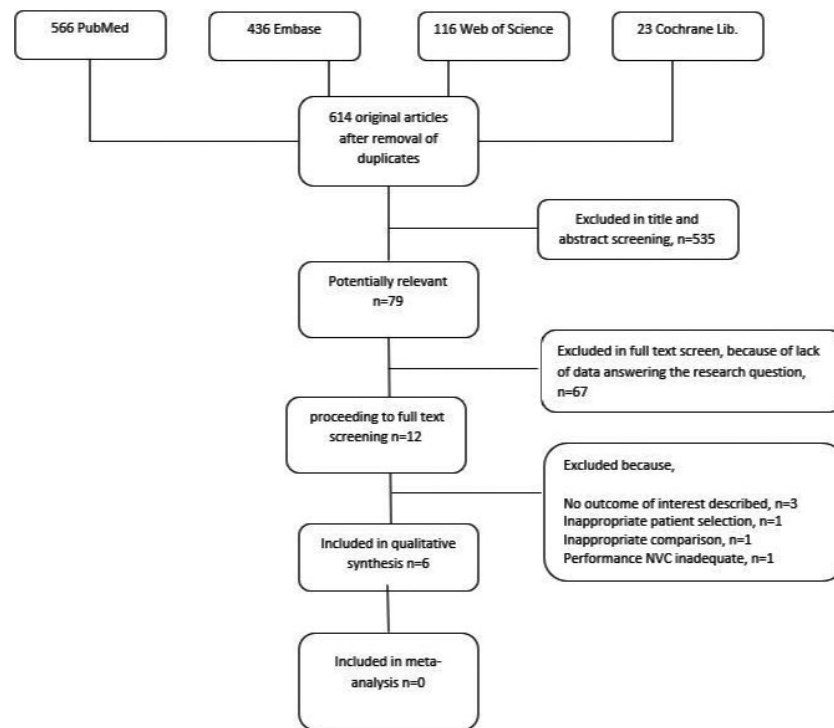 566 PubMed
436 Embase
116 Web of Science
23 Cochrane Lib.
614 original articles
after removal of
duplicates
Excluded in title and
abstract screening, n=535
Potentially relevant
n=79
Excluded in full text screen, because of lack
of data answering the research question,
n=67
proceeding to full text
screening n=12
Excluded because,
No outcome of interest described, n=3
Inappropriate patient selection, n=1
Inappropriate comparison, n=1
Performance NVC inadequate, n=1
Included in qualitative
synthesis n=6
Included in meta-
analysis n=0